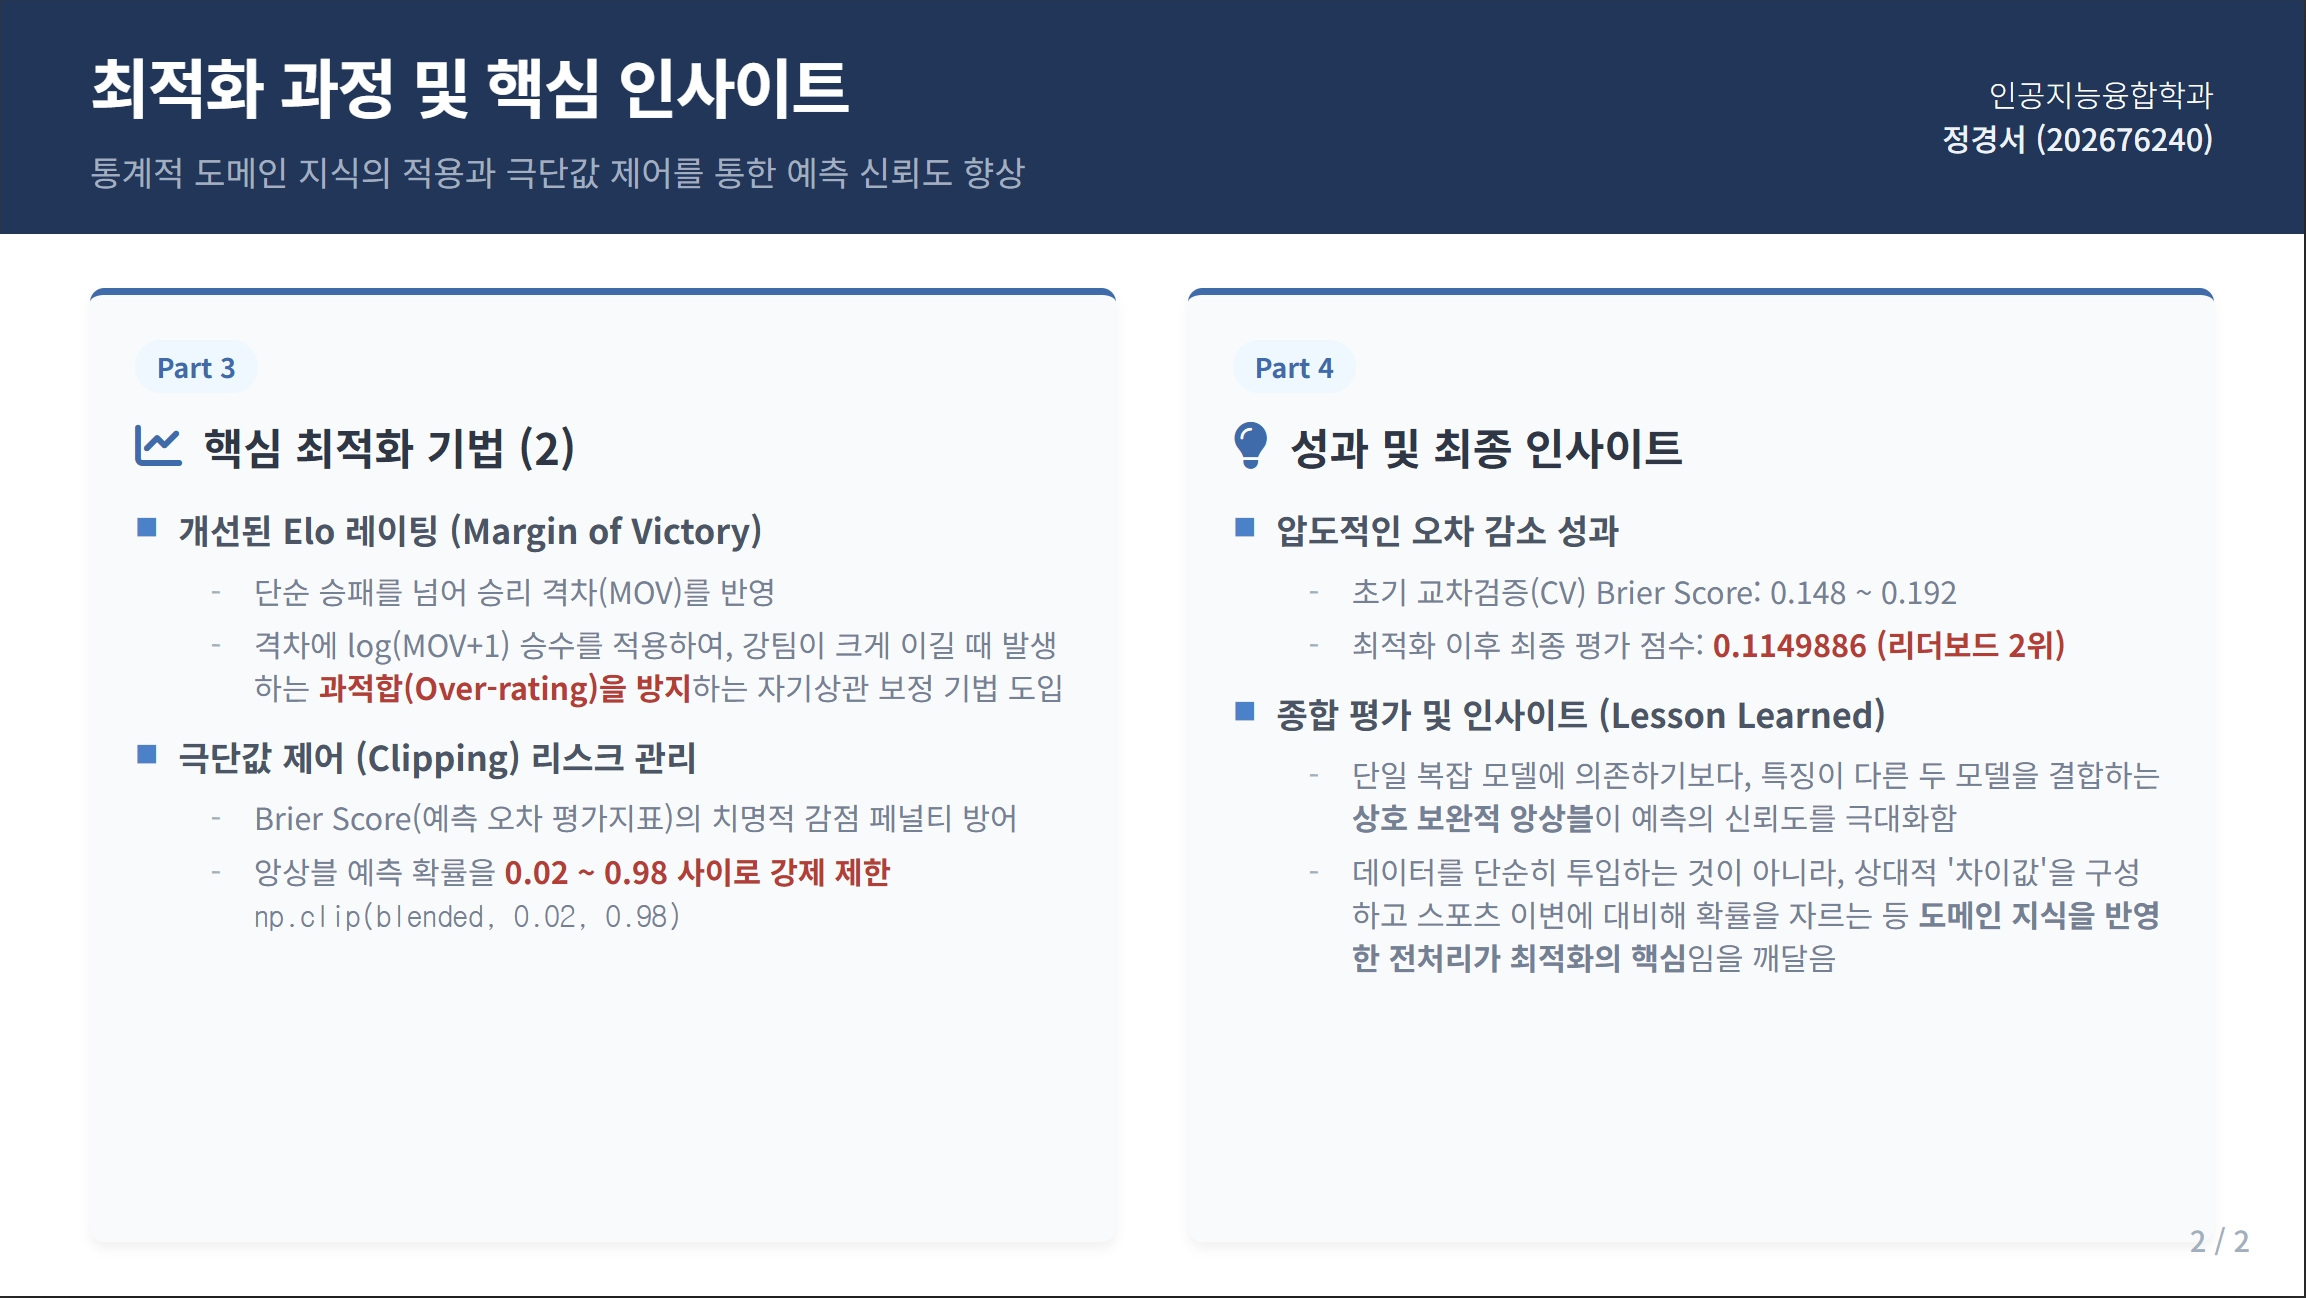 최적화 과정 및 핵심 인사이트
통계적 도메인 지식의 적용과 극단값 제어를 통한 예측 신뢰도 향상
인공지능융합학과
정경서 (202676240)
Part 3
핵심 최적화 기법 (2)
■ 개선된 Elo 레이팅 (Margin of Victory)
- 단순 승패를 넘어 승리 격차(MOV)를 반영
- 격차에 log(MOV+1) 승수를 적용하여, 강팀이 크게 이길 때 발생
하는 과적합(Over-rating)을 방지하는 자기상관 보정 기법 도입
■ 극단값 제어 (Clipping) 리스크 관리
- Brier Score(예측 오차 평가지표)의 치명적 감점 페널티 방어
- 앙상블 예측 확률을 0.02 ~ 0.98 사이로 강제 제한
np.clip(blended, 0.02, 0.98)
Part 4
성과 및 최종 인사이트
■ 압도적인 오차 감소 성과
- 초기 교차검증(CV) Brier Score: 0.148 ~ 0.192
- 최적화 이후 최종 평가 점수: 0.1149886 (리더보드 2위)
■ 종합 평가 및 인사이트 (Lesson Learned)
- 단일 복잡 모델에 의존하기보다, 특징이 다른 두 모델을 결합하는
상호 보완적 앙상블이 예측의 신뢰도를 극대화함
- 데이터를 단순히 투입하는 것이 아니라, 상대적 '차이값'을 구성
하고 스포츠 이변에 대비해 확률을 자르는 등 도메인 지식을 반영
한 전처리가 최적화의 핵심임을 깨달음
2 / 2